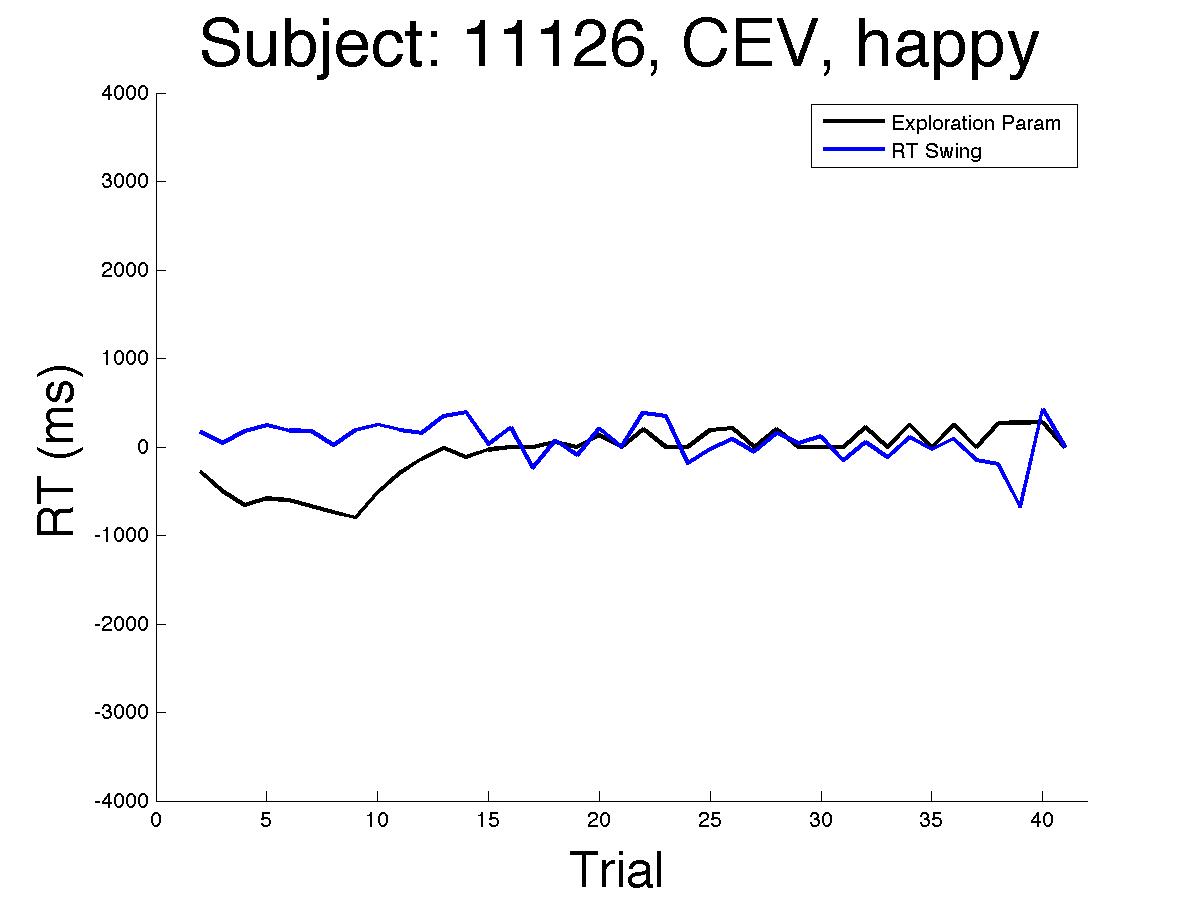 Subject: 11126, CEV, happy
Exploration Param
RT Swing
4000
3000
2000
1000
0
-1000
-2000
-3000
-4000
RT (ms)
0 5 10 15 20 25 30 35 40
Trial